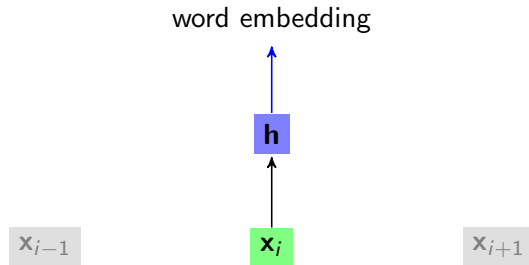 word embedding
h
x_{i−1} x_i x_{i+1}